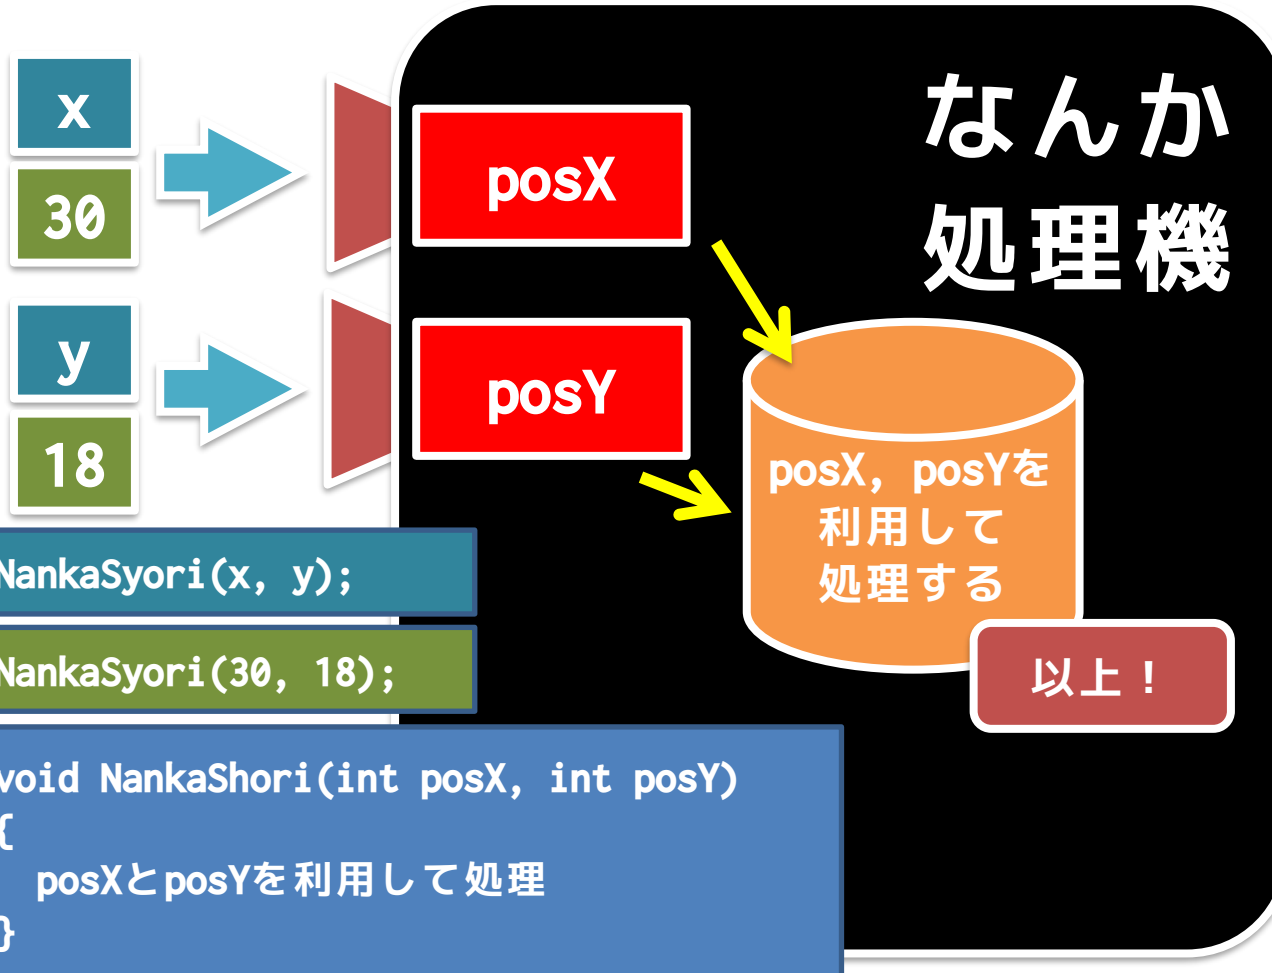 なんか
処理機
x
30
posX
y
18
posY
posX, posYを
利用して
処理する
以上！
NankaSyori(x, y);
NankaSyori(30, 18);
void NankaShori(int posX, int posY)
{
posXとposYを利用して処理
}